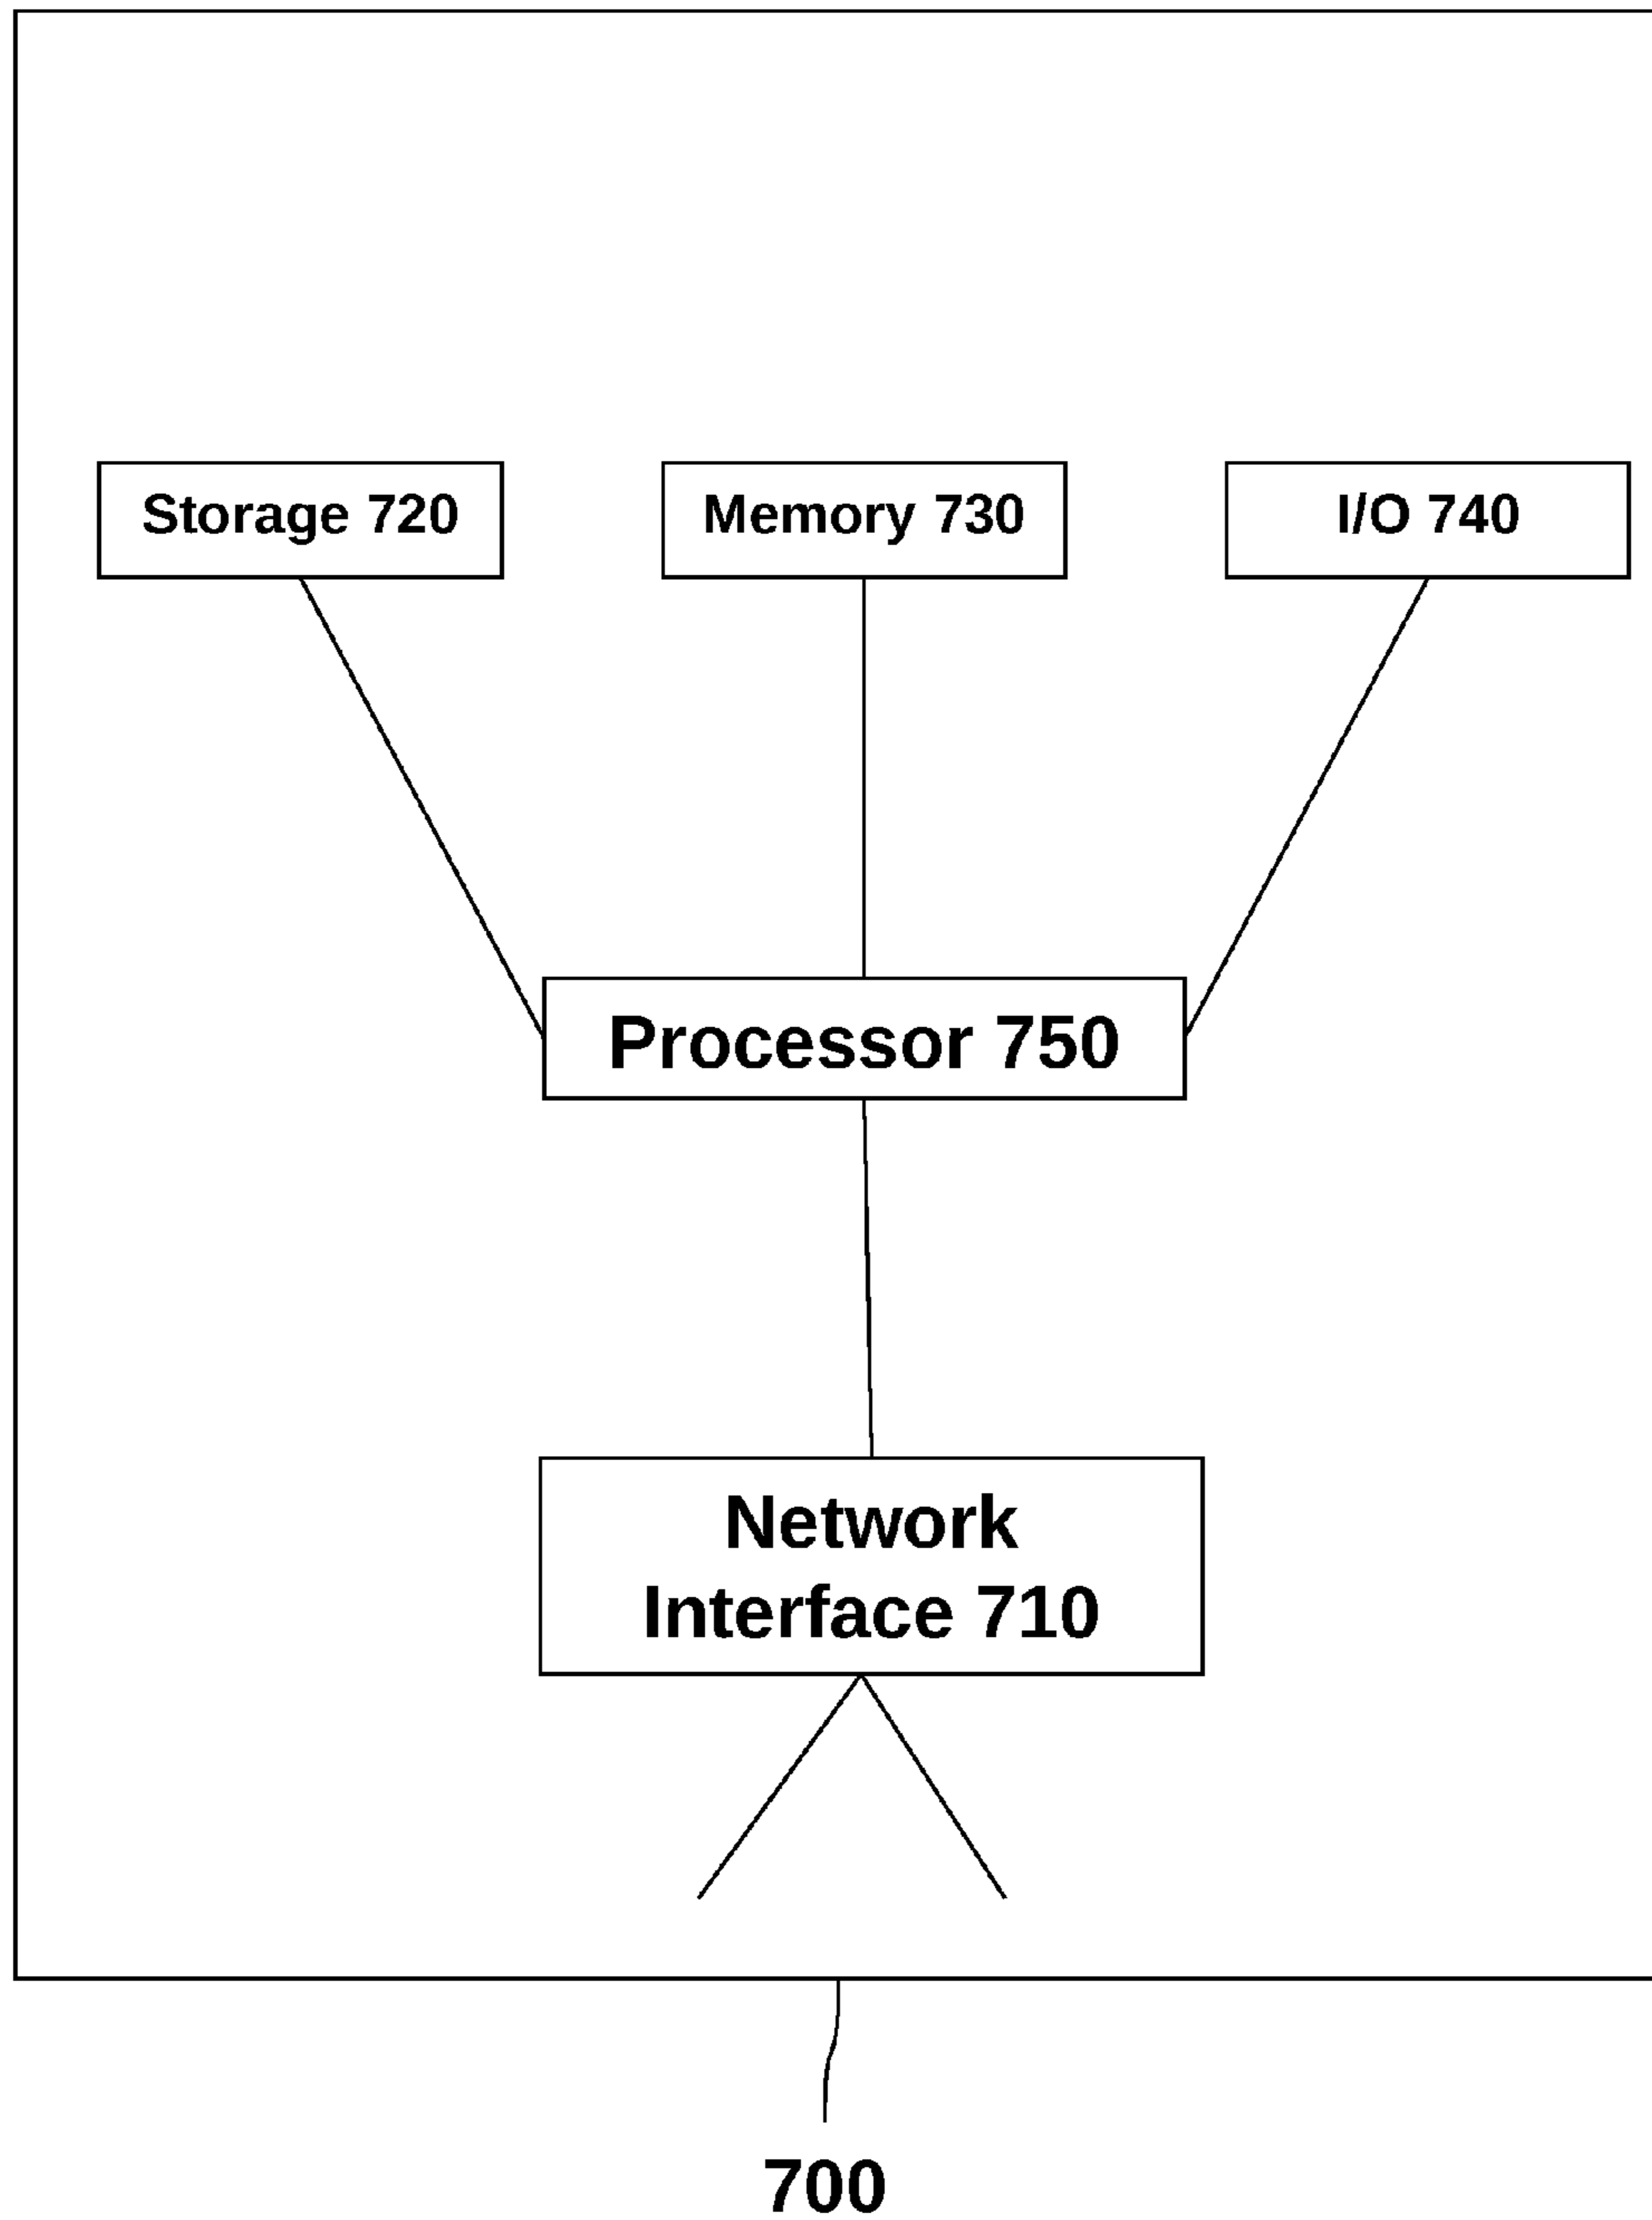 Storage 720
Memory 730
I/O 740
Processor 750
Network
Interface 710
700